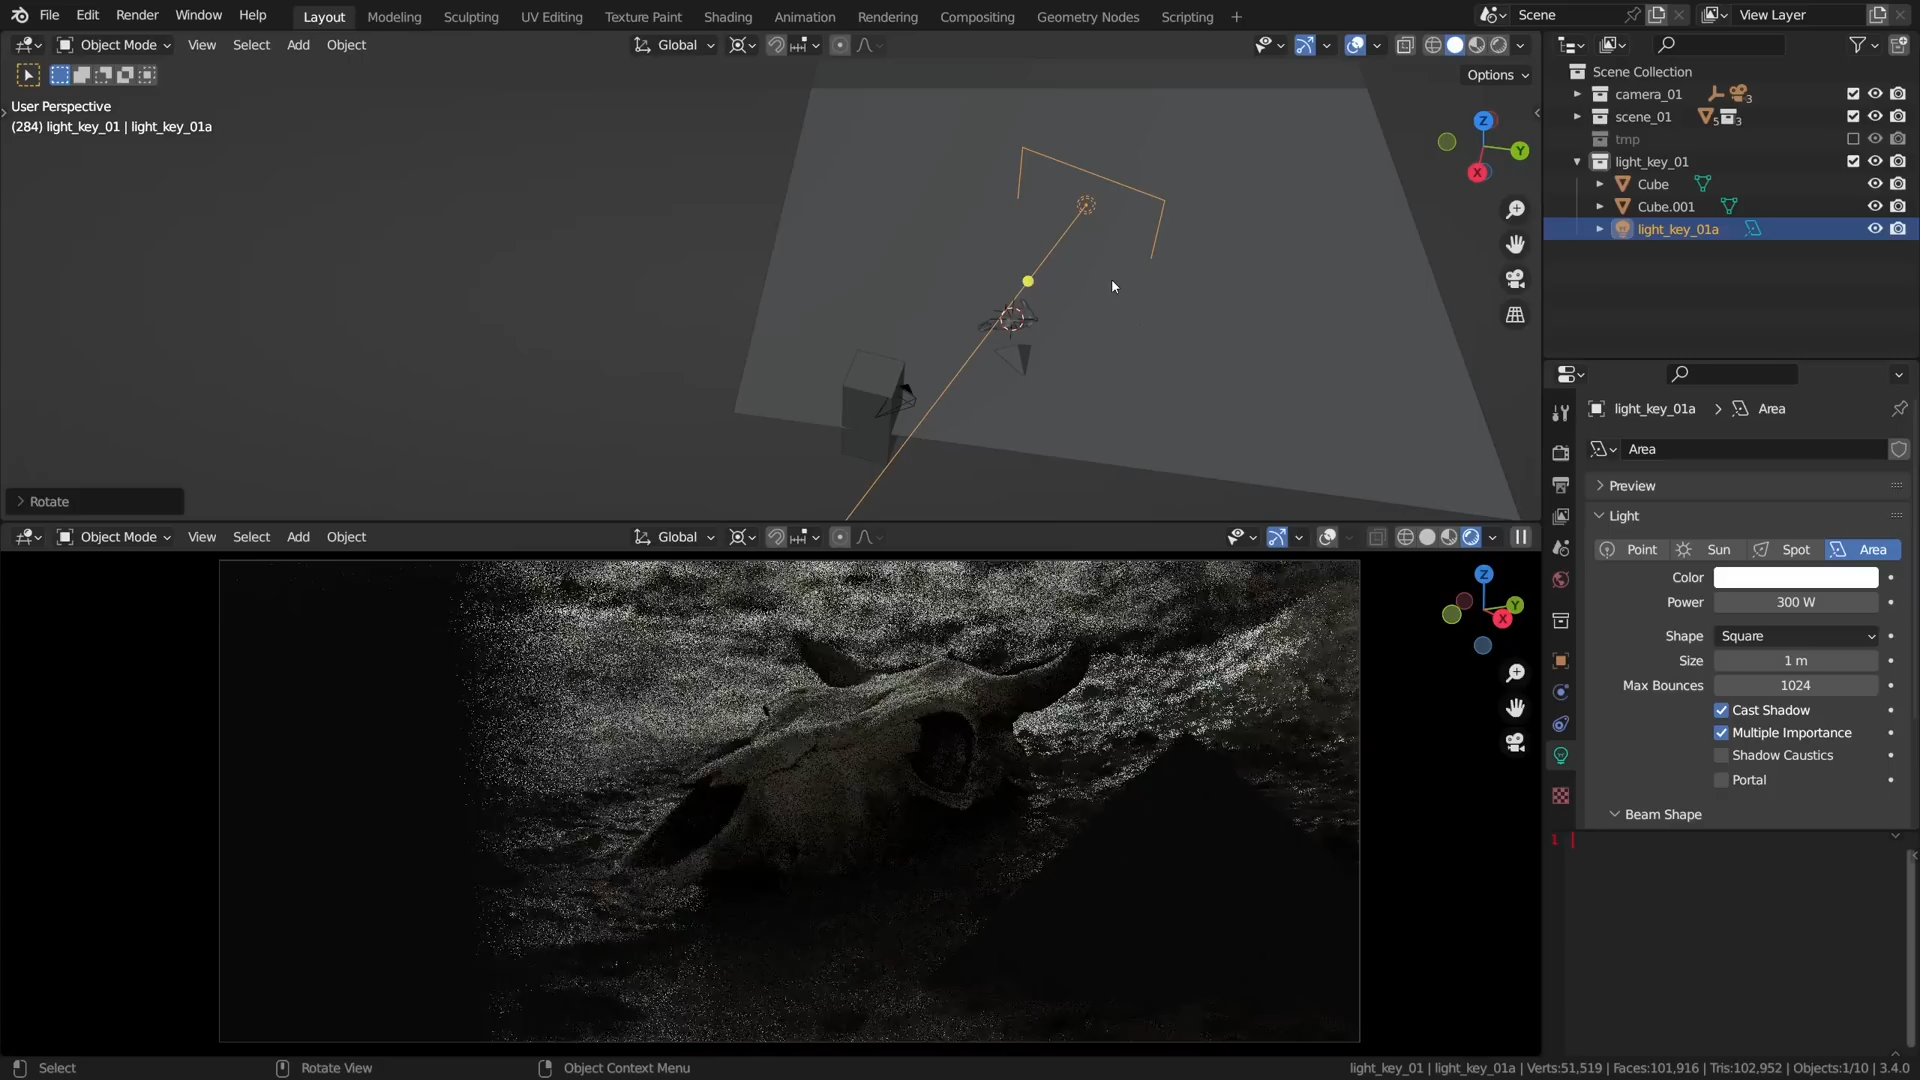 File Edit Render Window Help Layout Modeling Sculpting UV Editing Texture Paint Shading Animation Rendering Compositing Geometry Nodes Scripting + Scene View Layer
Object Mode View Select Add Object Global
Options
User Perspective
(284) light_key_01 | light_key_01a
Z
Y
X
Rotate
Object Mode View Select Add Object Global
Z
Y
X
Scene Collection
camera_01 3
scene_01 5 3
tmp
light_key_01
Cube
Cube.001
light_key_01a
light_key_01a > Area
Area
Preview
Light
Point Sun Spot Area
Color
Power 300 W
Shape Square
Size 1 m
Max Bounces 1024
Cast Shadow
Multiple Importance
Shadow Caustics
Portal
Beam Shape
1
Select Rotate View Object Context Menu light_key_01 | light_key_01a | Verts:51,519 | Faces:101,916 | Tris:102,952 | Objects:1/10 | 3.4.0